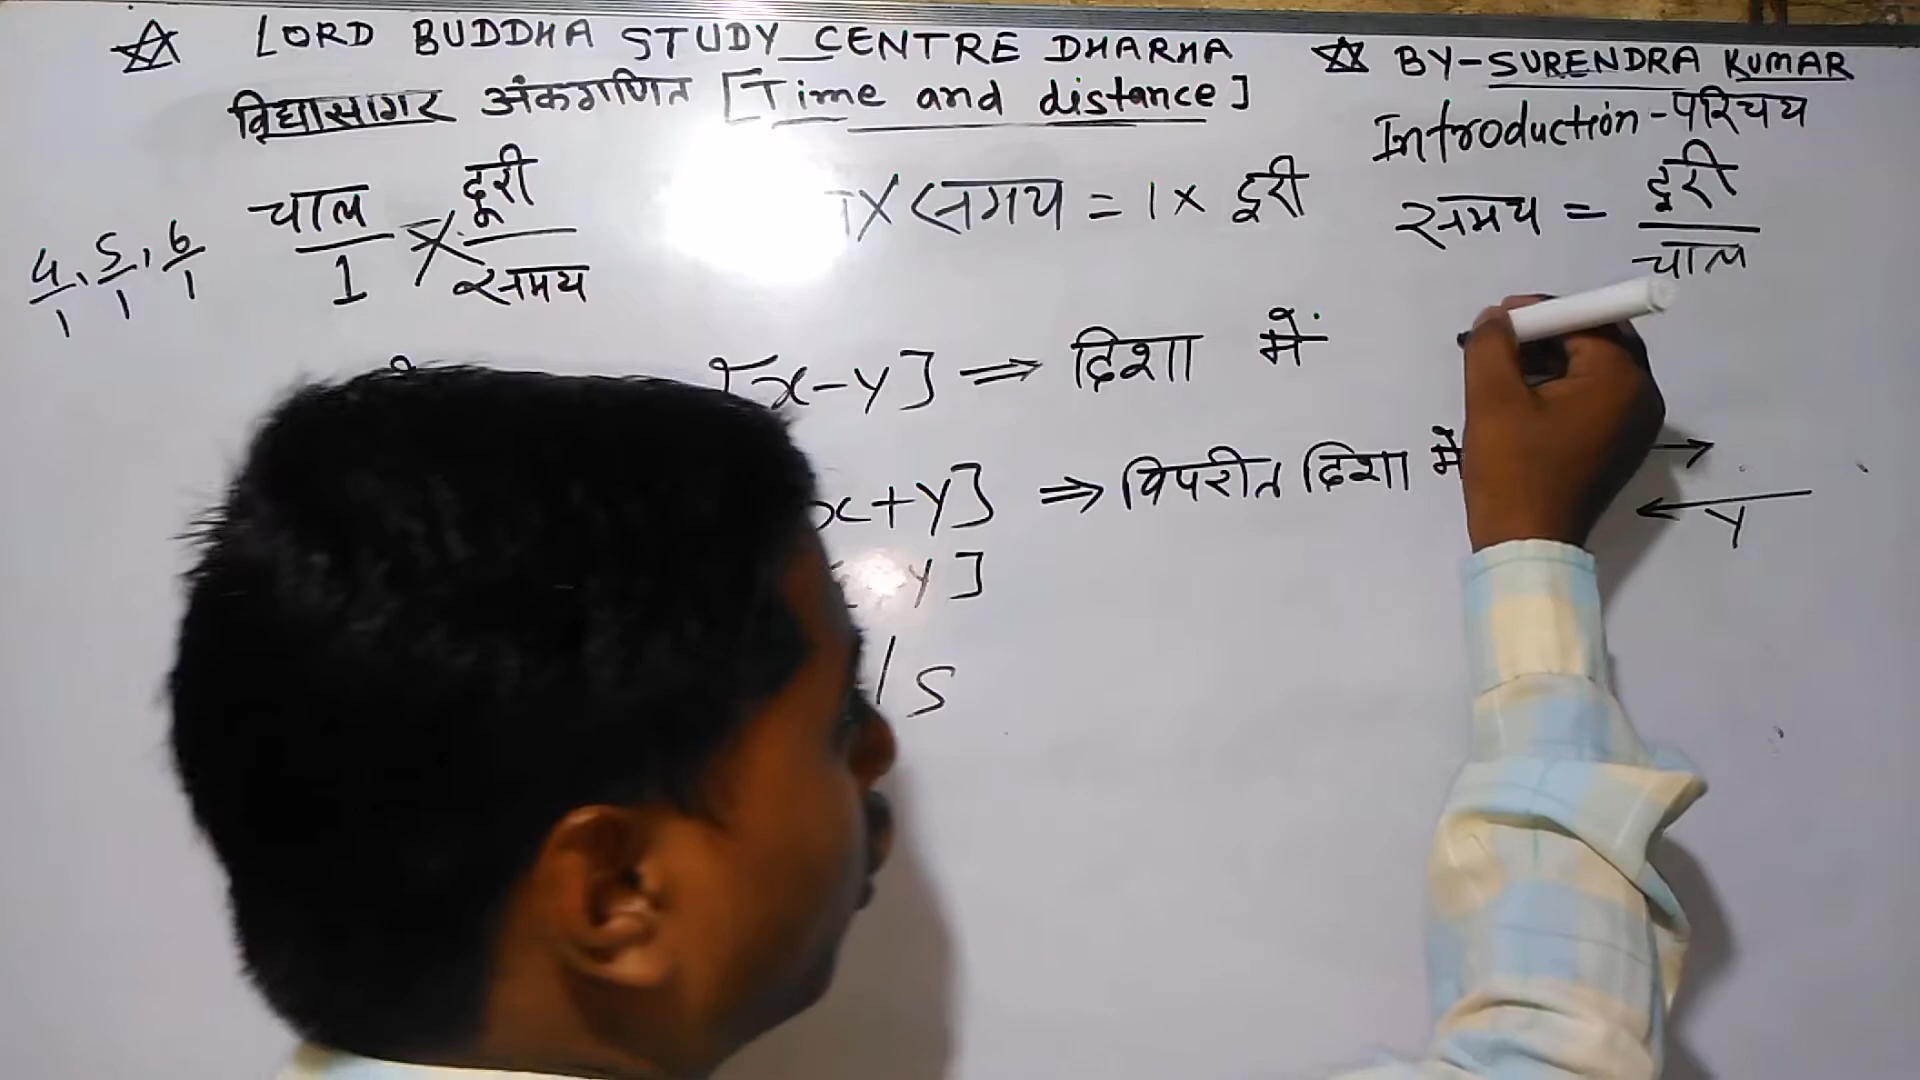 ☆ LORD BUDDHA STUDY CENTRE DHARMA ☆ BY-SURENDRA KUMAR
विद्यासागर अंकगणित [Time and distance] Introduction-परिचय
4/1, 5/1, 6/1 चाल/1 = दूरी/समय × समय = 1 × दूरी समय = दूरी/चाल
[x-y] ⇒ दिशा में
x+y] ⇒ विपरीत दिशा में → ← y
y]
/s